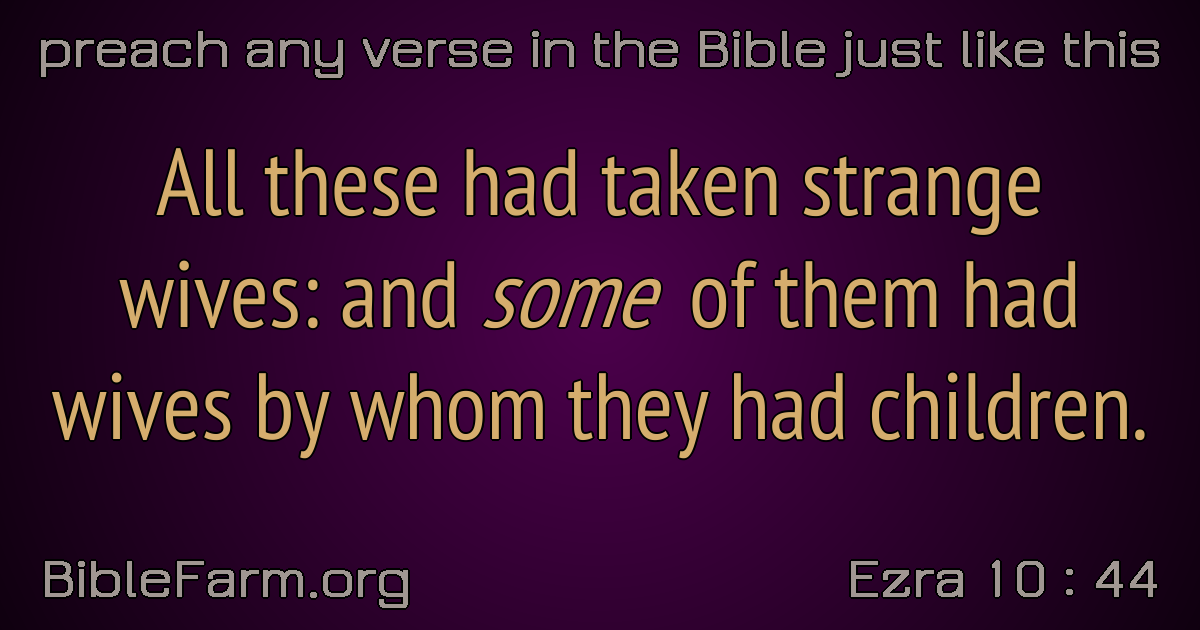 preach any verse in the Bible just like this
All these had taken strange
wives: and some of them had
wives by whom they had children.
BibleFarm.org
Ezra 10 : 44